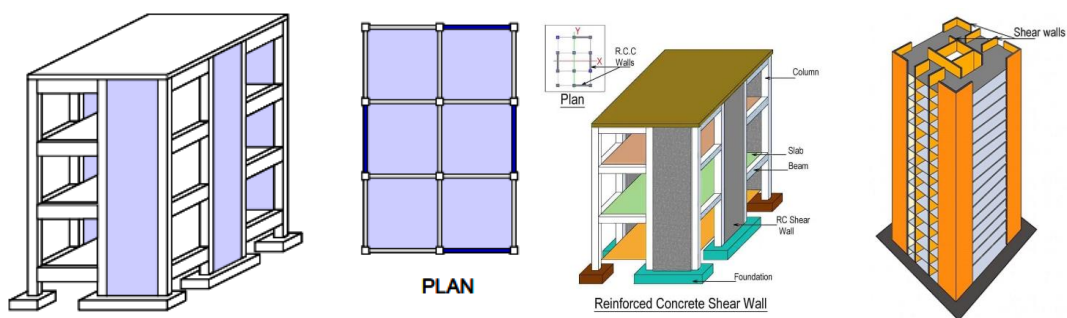 PLAN
Y
X
R.C.C
Walls
Plan
Column
Slab
Beam
RC Shear
Wall
Foundation
Reinforced Concrete Shear Wall
Shear walls